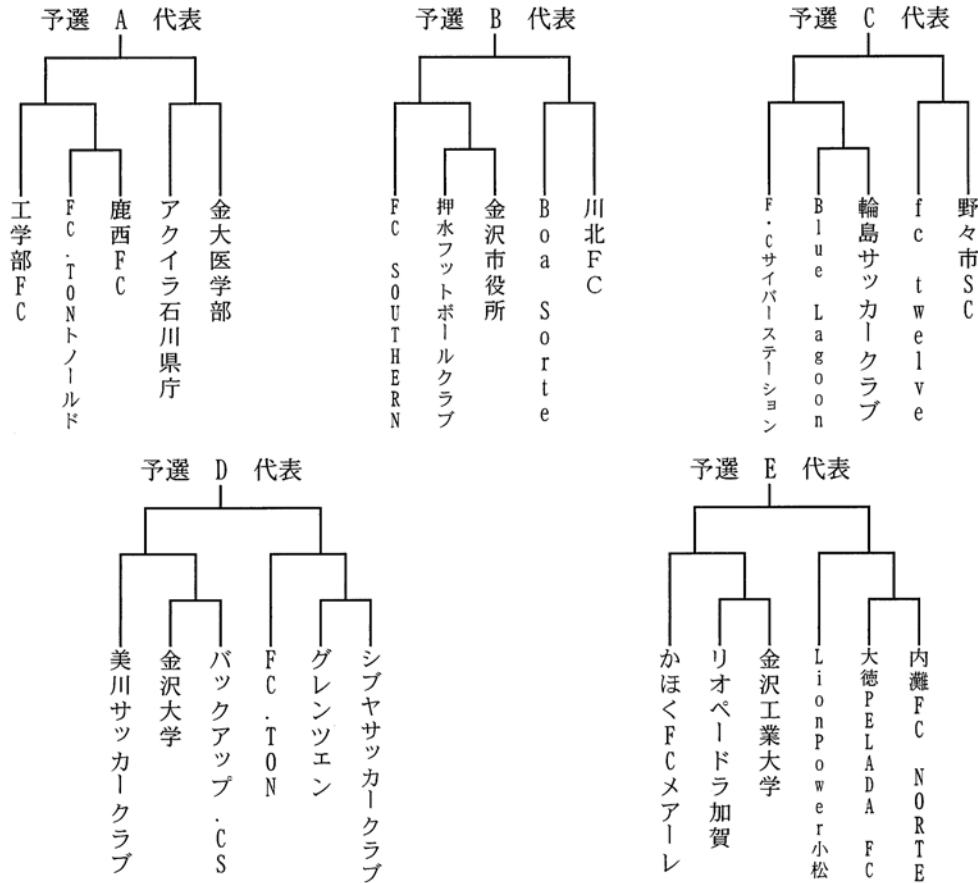 予選 A 代表
工学部FC
FC.TONトノールド
鹿西FC
アクイラ石川県庁
金大医学部
予選 B 代表
FC SOUTHERN
押水フットボールクラブ
金沢市役所
Boa Sorte
川北FC
予選 C 代表
F・Cサイバーステーション
Blue Lagoon
輪島サッカークラブ
fc twelve
野々市SC
予選 D 代表
美川サッカークラブ
金沢大学
バックアップ.CS
FC.TON
グレンツェン
シブヤサッカークラブ
予選 E 代表
かほくFCメアーレ
リオペードラ加賀
金沢工業大学
LionPower小松
大徳PELADA FC
内灘FC NORTE